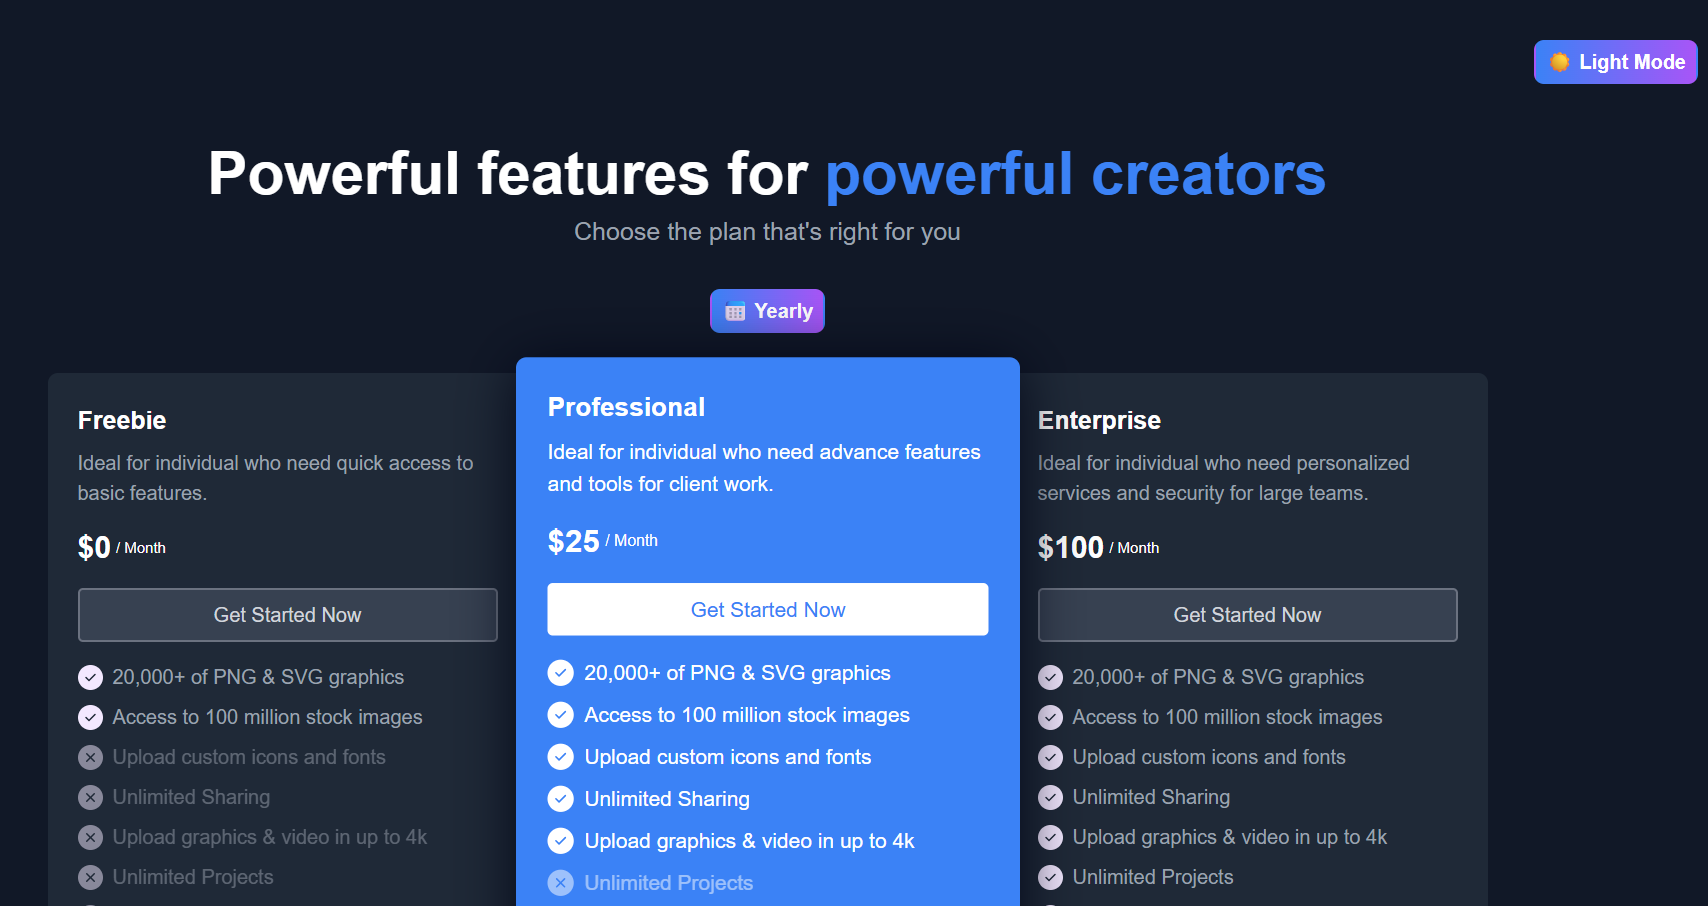 Light Mode
Powerful features for powerful creators
Choose the plan that's right for you
Yearly
Freebie
Ideal for individual who need quick access to
basic features.
$0 / Month
Get Started Now
20,000+ of PNG & SVG graphics
Access to 100 million stock images
Upload custom icons and fonts
Unlimited Sharing
Upload graphics & video in up to 4k
Unlimited Projects
Professional
Ideal for individual who need advance features
and tools for client work.
$25 / Month
Get Started Now
20,000+ of PNG & SVG graphics
Access to 100 million stock images
Upload custom icons and fonts
Unlimited Sharing
Upload graphics & video in up to 4k
Unlimited Projects
Enterprise
Ideal for individual who need personalized
services and security for large teams.
$100 / Month
Get Started Now
20,000+ of PNG & SVG graphics
Access to 100 million stock images
Upload custom icons and fonts
Unlimited Sharing
Upload graphics & video in up to 4k
Unlimited Projects